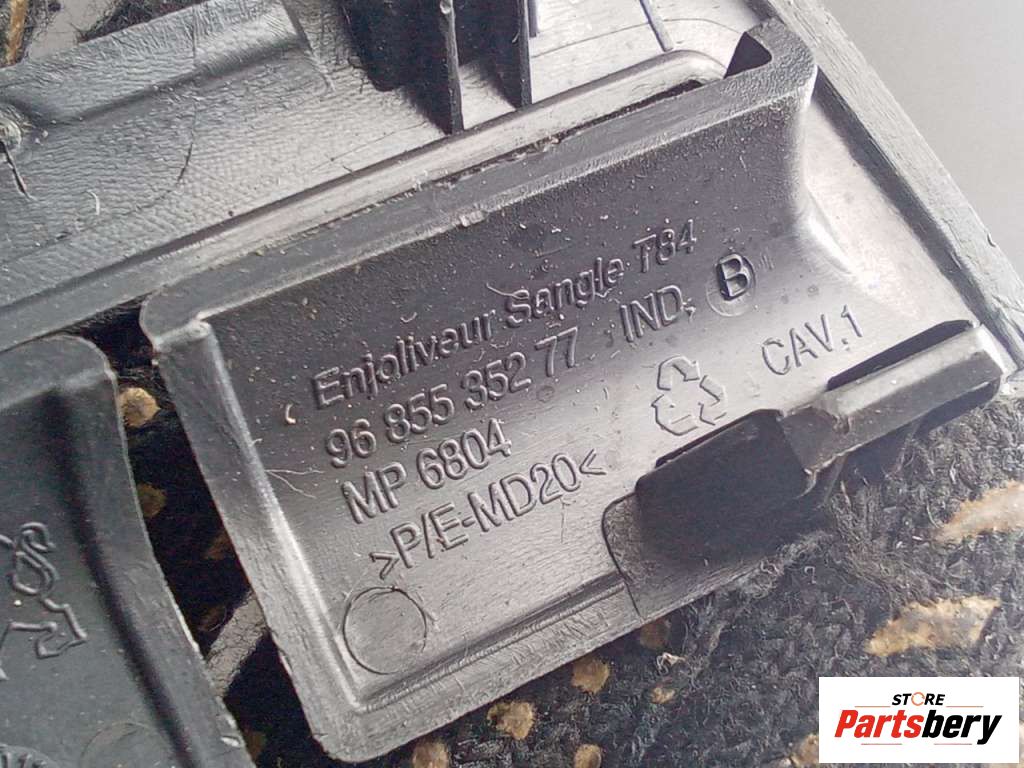 Enjoliveur Sangle T84
96 855 352 77 IND. B
MP 6804 CAV.1
>P/E-MD20<
STORE
Partsbery